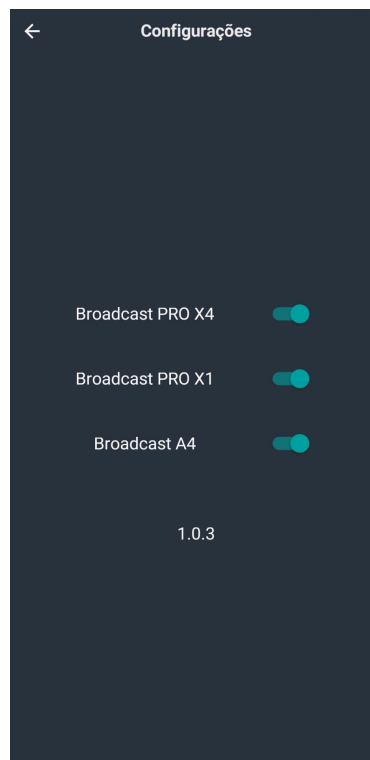 Configurações
Broadcast PRO X4
Broadcast PRO X1
Broadcast A4
1.0.3